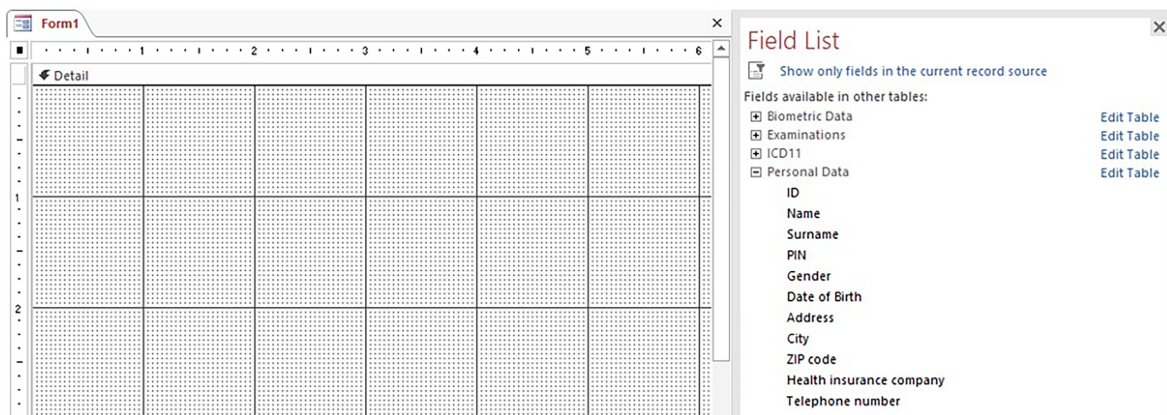 Form1
1 2 3 4 5 6
Detail
1
2
Field List
Show only fields in the current record source
Fields available in other tables:
Biometric Data Edit Table
Examinations Edit Table
ICD11 Edit Table
Personal Data Edit Table
ID
Name
Surname
PIN
Gender
Date of Birth
Address
City
ZIP code
Health insurance company
Telephone number